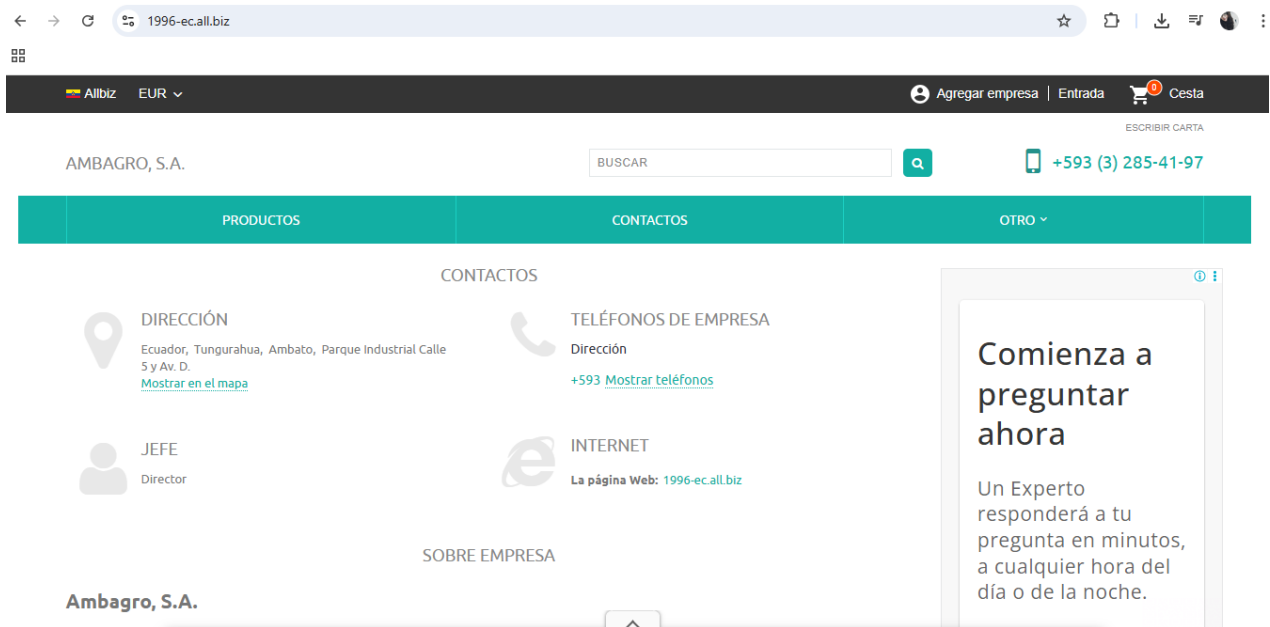 1996-ec.all.biz
Allbiz EUR Agregar empresa | Entrada 0 Cesta
ESCRIBIR CARTA
AMBAGRO, S.A. BUSCAR +593 (3) 285-41-97
PRODUCTOS CONTACTOS OTRO
CONTACTOS
DIRECCIÓN
Ecuador, Tungurahua, Ambato, Parque Industrial Calle
5 y Av. D.
Mostrar en el mapa
TELÉFONOS DE EMPRESA
Dirección
+593 Mostrar teléfonos
JEFE
Director
INTERNET
La página Web: 1996-ec.all.biz
SOBRE EMPRESA
Ambagro, S.A.
Comienza a
preguntar
ahora
Un Experto
responderá a tu
pregunta en minutos,
a cualquier hora del
día o de la noche.